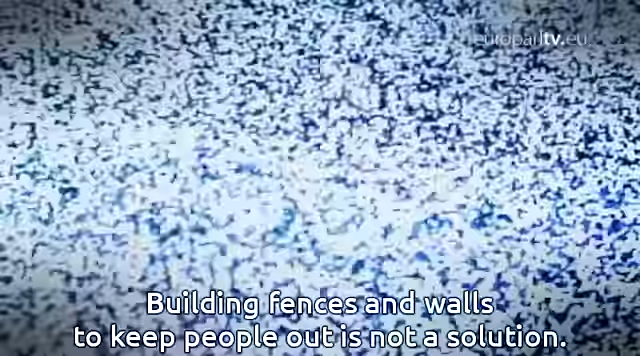 europarltv.eu
Building fences and walls
to keep people out is not a solution.